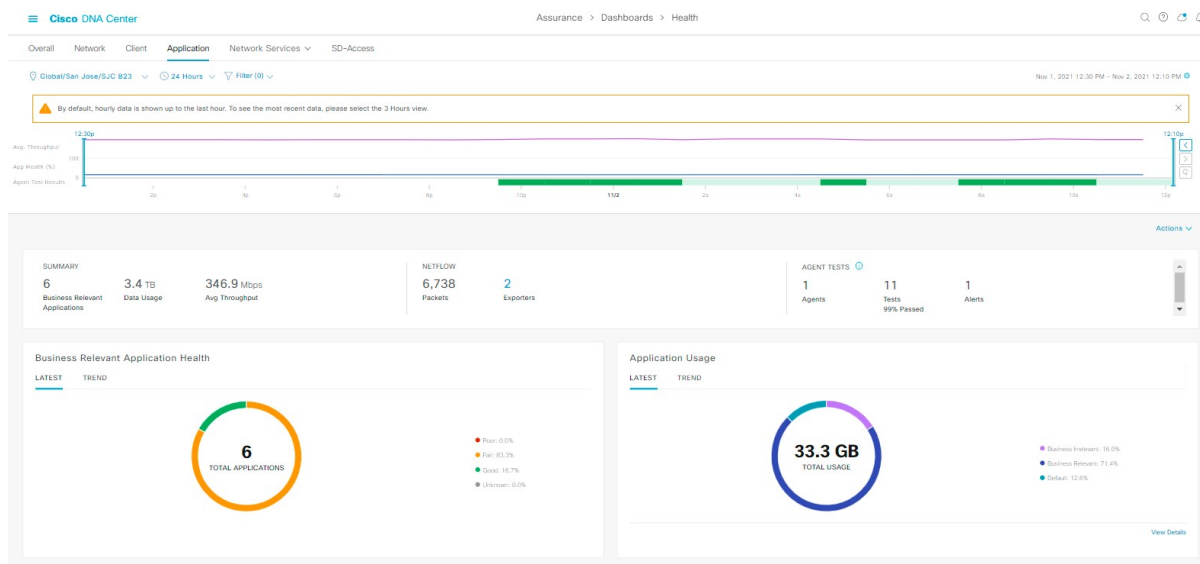 Cisco DNA Center
Assurance > Dashboards > Health
Overall Network Client Application Network Services SD-Access
Global/San Jose/SJC B23 24 Hours Filter (0)
Nov 1, 2021 12:30 PM - Nov 2, 2021 12:10 PM
By default, hourly data is shown up to the last hour. To see the most recent data, please select the 3 Hours view.
12:30p 12:10p
Avg. Throughput
100
App Health (%)
0
Agent Test Results
2p 4p 6p 8p 10p 11/2 2a 4a 6a 8a 10a 12p
Actions
SUMMARY
6 3.4 TB 346.9 Mbps
Business Relevant Data Usage Avg Throughput
Applications
NETFLOW
6,738 2
Packets Exporters
AGENT TESTS
1 11 1
Agents Tests Alerts
99% Passed
Business Relevant Application Health
LATEST TREND
6
TOTAL APPLICATIONS
Poor: 0.0%
Fair: 83.3%
Good: 16.7%
Unknown: 0.0%
Application Usage
LATEST TREND
33.3 GB
TOTAL USAGE
Business Irrelevant: 16.0%
Business Relevant: 71.4%
Default: 12.6%
View Details